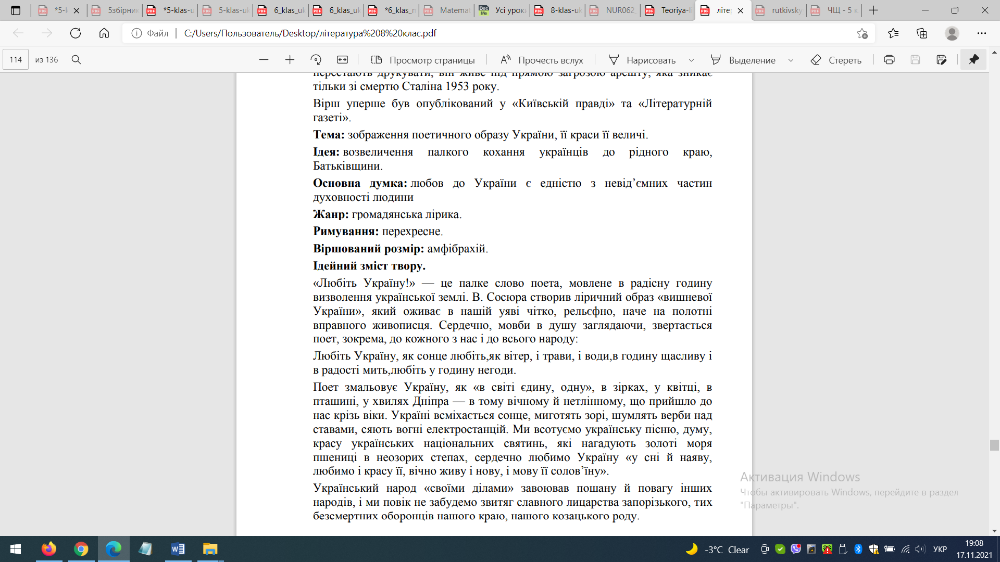 *5-k
5збірник
*5-klas-u
5-klas-uk
6_klas_uk
6_klas_uk
*6_klas_n
Matemat
Усі уроки
8-klas-uk
NUR062_
Teoriya-li
літер
rutkivsky
ЧЩ - 5 к
Файл C:/Users/Пользователь/Desktop/література%208%20клас.pdf
114 из 136 Просмотр страницы Прочесть вслух Нарисовать Выделение Стереть
перестають друкувати, він живе під прямою загрозою арешту, яка зникає
тільки зі смертю Сталіна 1953 року.
Вірш уперше був опублікований у «Київській правді» та «Літературній
газеті».
Тема: зображення поетичного образу України, її краси її величі.
Ідея: возвеличення палкого кохання українців до рідного краю,
Батьківщини.
Основна думка: любов до України є едністю з невід’ємних частин
духовності людини
Жанр: громадянська лірика.
Римування: перехресне.
Віршований розмір: амфібрахій.
Ідейний зміст твору.
«Любіть Україну!» — це палке слово поета, мовлене в радісну годину
визволення української землі. В. Сосюра створив ліричний образ «вишневої
України», який оживає в нашій уяві чітко, рельєфно, наче на полотні
вправного живописця. Сердечно, мовби в душу заглядаючи, звертається
поет, зокрема, до кожного з нас і до всього народу:
Любіть Україну, як сонце любіть,як вітер, і трави, і води,в годину щасливу і
в радості мить,любіть у годину негоди.
Поет змальовує Україну, як «в світі єдину, одну», в зірках, у квітці, в
пташині, у хвилях Дніпра — в тому вічному й нетлінному, що прийшло до
нас крізь віки. Україні всміхається сонце, миготять зорі, шумлять верби над
ставами, сяють вогні електростанцій. Ми всотуємо українську пісню, думу,
красу українських національних святинь, які нагадують золоті моря
пшениці в неозорих степах, сердечно любимо Україну «у сні й наяву,
любимо і красу її, вічно живу і нову, і мову її солов’їну».
Український народ «своїми ділами» завоював пошану й повагу інших
народів, і ми повік не забудемо звитяг славного лицарства запорізького, тих
безсмертних оборонців нашого краю, нашого козацького роду.
Активация Windows
Чтобы активировать Windows, перейдите в раздел
"Параметры".
-3°C Clear
УКР
19:08
17.11.2021